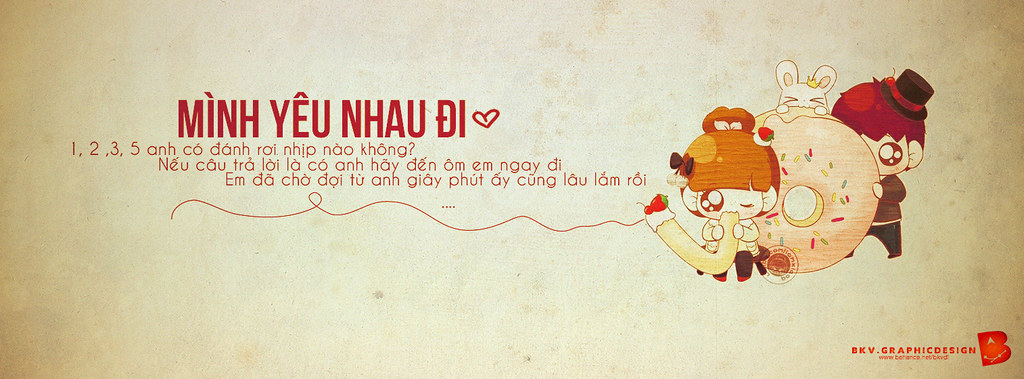 MÌNH YÊU NHAU ĐI
1, 2 ,3, 5 anh có đánh rơi nhịp nào không?
Nếu câu trả lời là có anh hãy đến ôm em ngay đi
Em đã chờ đợi từ anh giây phút ấy cũng lâu lắm rồi
....
BKV.GRAPHICDESIGN